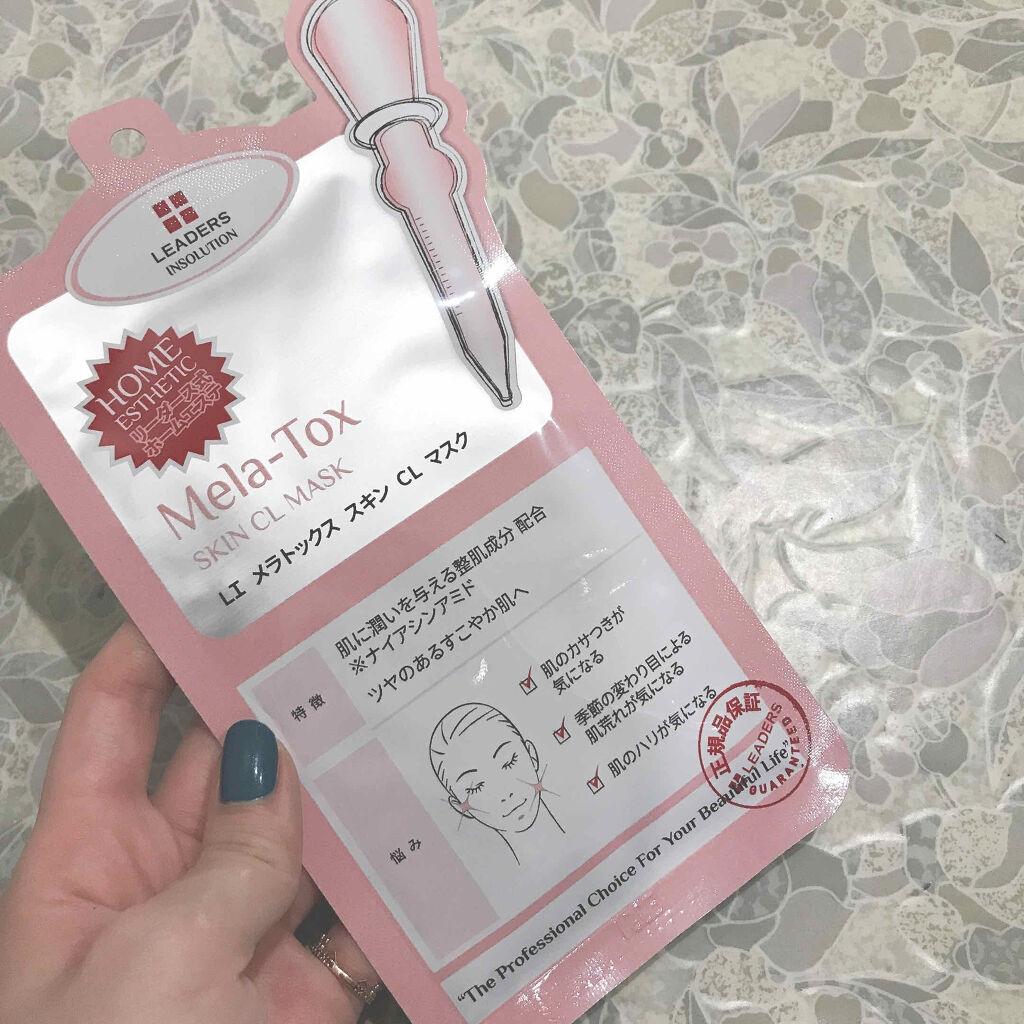 LEADERS
INSOLUTION
HOME
ESTHETIC
リーダース式
ホームエステ
Mela-Tox
SKIN CL MASK
LI メラトックス スキン CL マスク
特徴
肌に潤いを与える整肌成分 配合
※ナイアシンアミド
ツヤのあるすこやか肌へ
悩み
肌のカサつきが
気になる
季節の変わり目による
肌荒れが気になる
肌のハリが気になる
正規品保証
LEADERS
GUARANTEED
"The Professional Choice For Your Beautiful Life"